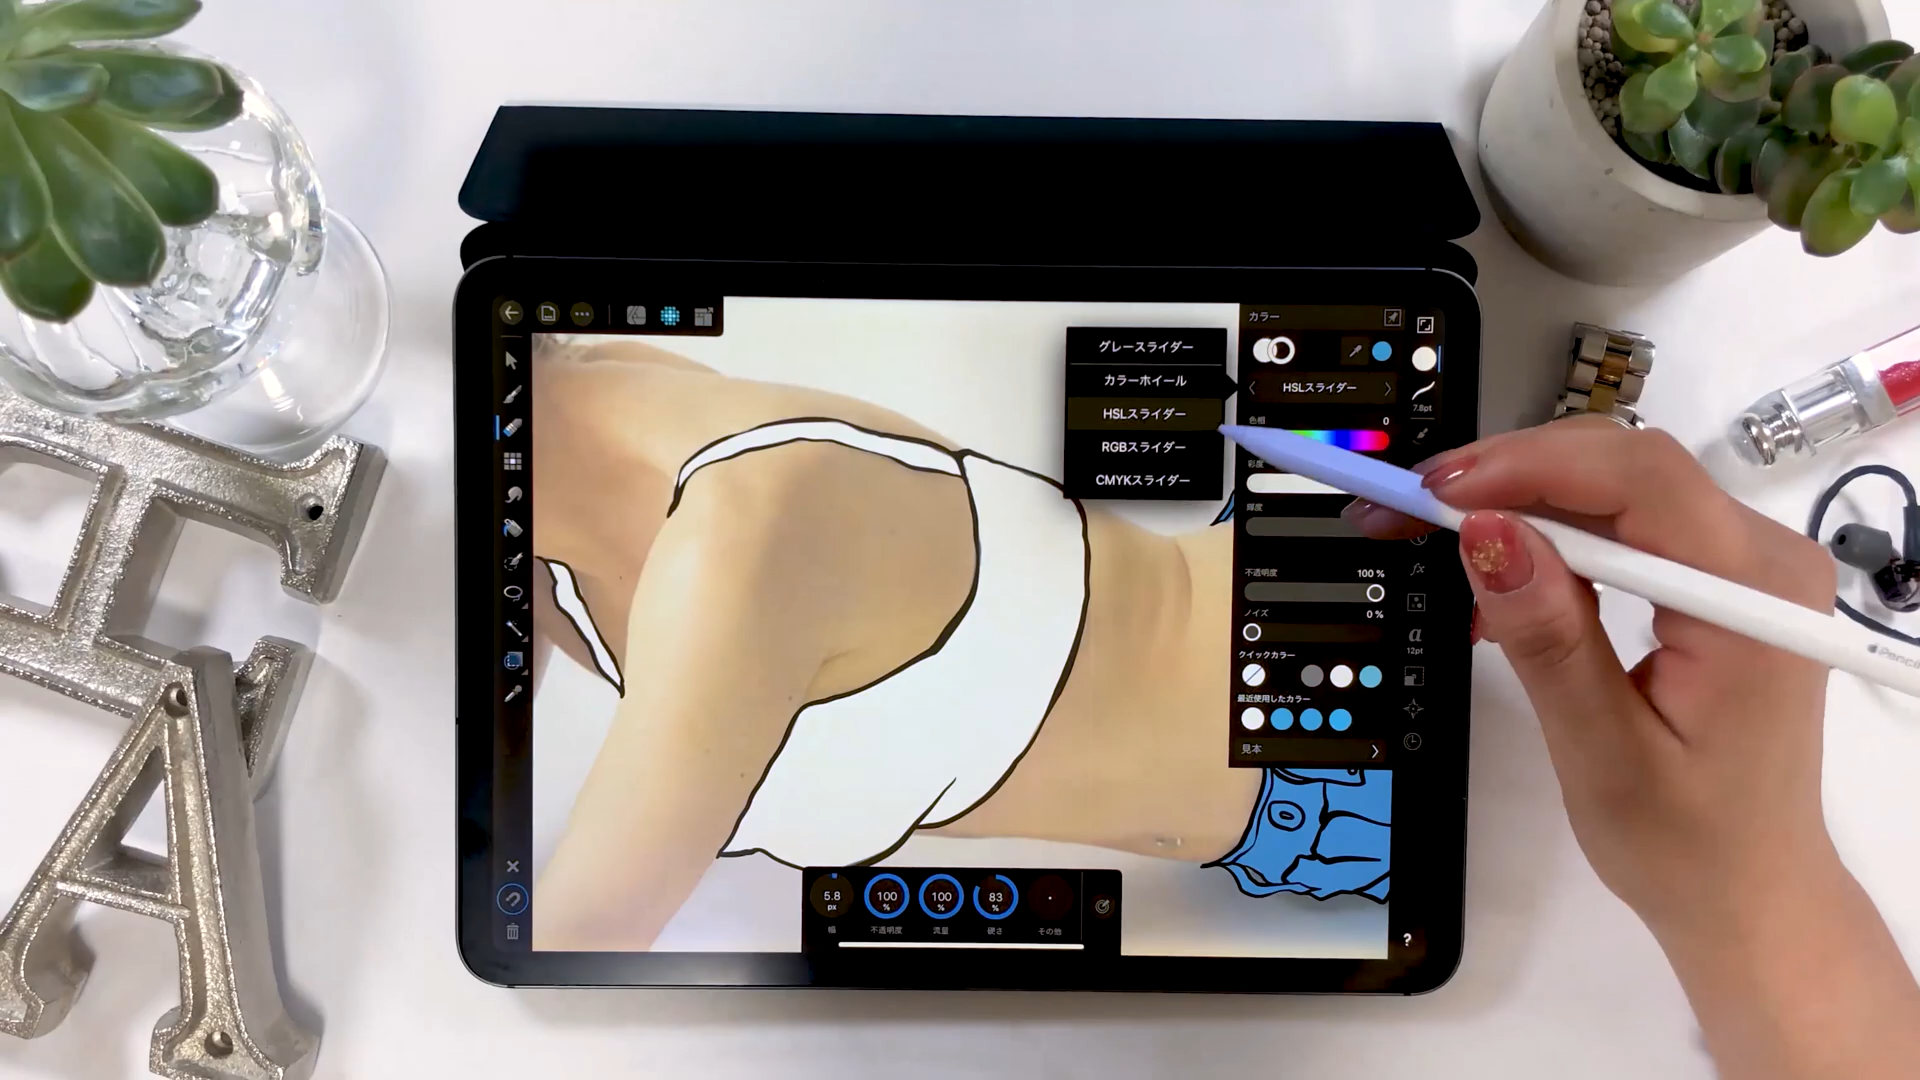 カラー
グレースライダー
カラーホイール
HSLスライダー
RGBスライダー
CMYKスライダー
HSLスライダー
7.8pt
色相
0
彩度
輝度
不透明度
100 %
ノイズ
0 %
fx
a
12pt
クイックカラー
最近使用したカラー
見本
5.8
px
100
%
100
%
83
%
幅
不透明度
流量
硬さ
その他
?
Pencil
H
A